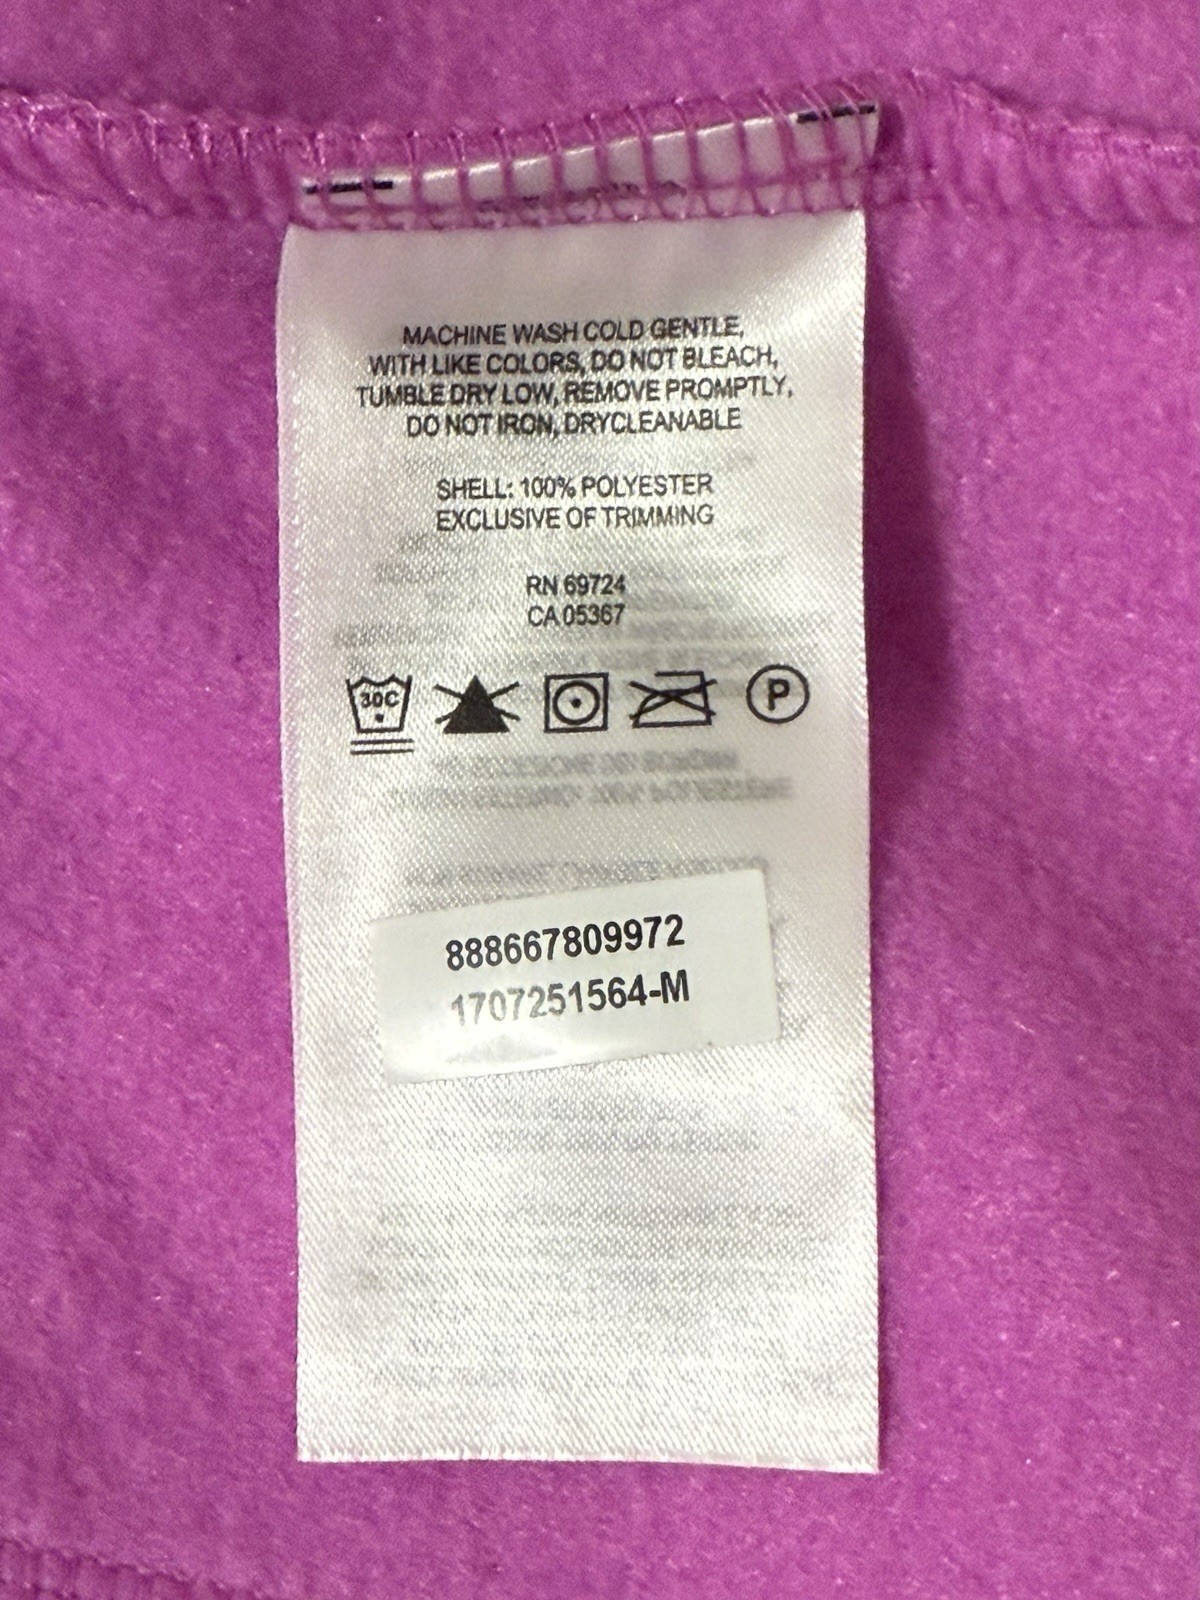 MACHINE WASH COLD GENTLE,
WITH LIKE COLORS, DO NOT BLEACH,
TUMBLE DRY LOW, REMOVE PROMPTLY,
DO NOT IRON, DRYCLEANABLE
SHELL: 100% POLYESTER
EXCLUSIVE OF TRIMMING
RN 69724
CA 05367
30C
P
888667809972
1707251564-M